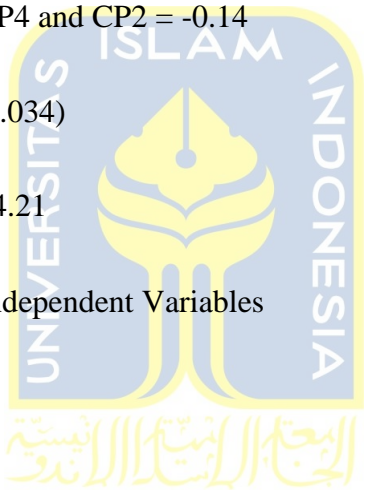 P4 and CP2 = -0.14
ISLAM
.034)
4.21
dependent Variables
UNIVERSITAS
INDONESIA